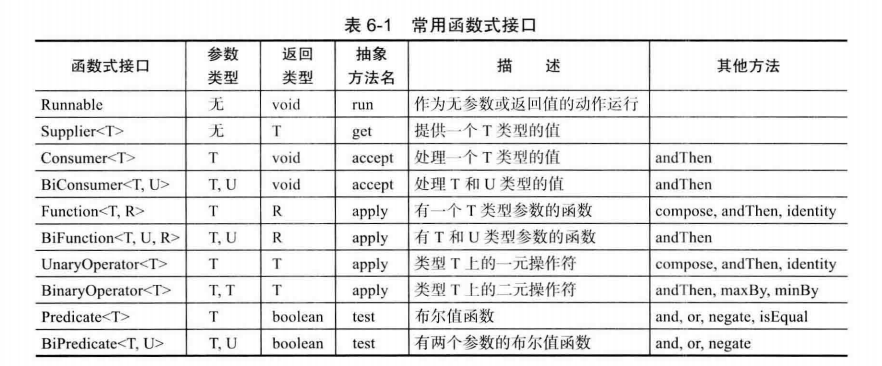 表 6-1 常用函数式接口
函数式接口 参数类型 返回类型 抽象方法名 描 述 其他方法
Runnable 无 void run 作为无参数或返回值的动作运行
Supplier<T> 无 T get 提供一个 T 类型的值
Consumer<T> T void accept 处理一个 T 类型的值 andThen
BiConsumer<T, U> T, U void accept 处理 T 和 U 类型的值 andThen
Function<T, R> T R apply 有一个 T 类型参数的函数 compose, andThen, identity
BiFunction<T, U, R> T, U R apply 有 T 和 U 类型参数的函数 andThen
UnaryOperator<T> T T apply 类型 T 上的一元操作符 compose, andThen, identity
BinaryOperator<T> T, T T apply 类型 T 上的二元操作符 andThen, maxBy, minBy
Predicate<T> T boolean test 布尔值函数 and, or, negate, isEqual
BiPredicate<T, U> T, U boolean test 有两个参数的布尔值函数 and, or, negate